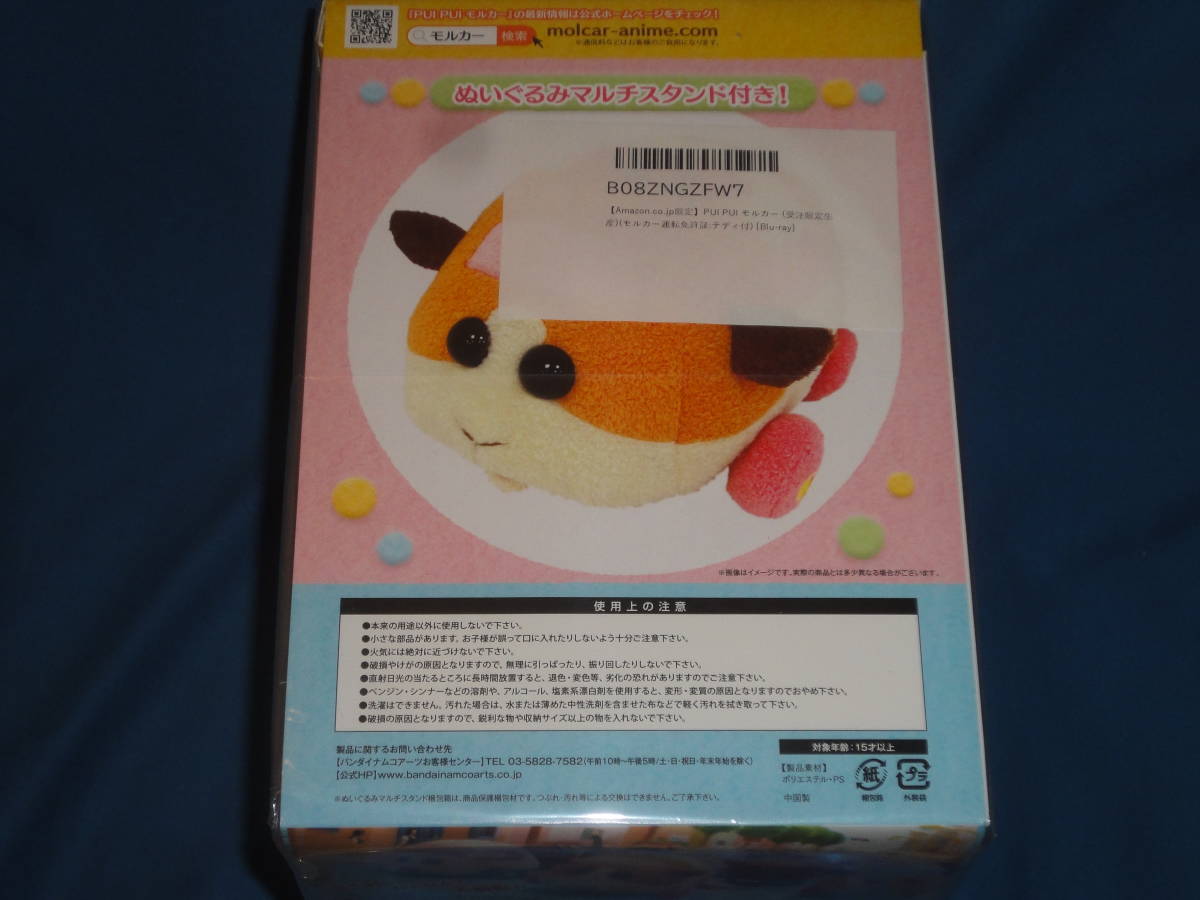 『PUI PUI モルカー』の最新情報は公式ホームページをチェック!
モルカー 検索 molcar-anime.com
※通信料などはお客様のご負担になります。
ぬいぐるみマルチスタンド付き!
B08ZNGZFW7
【Amazon.co.jp限定】PUI PUI モルカー (受注限定生
産)(モルカー運転免許証:テディ付) [Blu-ray]
※画像はイメージです。実際の商品とは多少異なる場合がございます。
使用上の注意
●本来の用途以外に使用しないで下さい。
●小さな部品があります。お子様が誤って口に入れたりしないよう十分ご注意下さい。
●火気には絶対に近づけないで下さい。
●破損やけがの原因となりますので、無理に引っぱったり、振り回したりしないで下さい。
●直射日光の当たるところに長時間放置すると、退色・変色等、劣化の恐れがありますのでご注意下さい。
●ベンジン・シンナーなどの溶剤や、アルコール、塩素系漂白剤を使用すると、変形・変質の原因となりますのでおやめ下さい。
●洗濯はできません。汚れた場合は、水または薄めた中性洗剤を含ませた布などで軽く汚れを拭き取って下さい。
●破損の原因となりますので、鋭利な物や収納サイズ以上の物を入れないで下さい。
製品に関するお問い合わせ先
【バンダイナムコアーツお客様センター】TEL 03-5828-7582(午前10時〜午後5時/土・日・祝日・年末年始を除く)
【公式HP】www.bandainamcoarts.co.jp
※ぬいぐるみマルチスタンド梱包箱は、商品保護梱包材です。つぶれ・汚れ等による交換はできません。ご了承下さい。
対象年齢:15才以上
【製品素材】
ポリエステル・PS
中国製
紙
梱包箱
プラ
外装袋